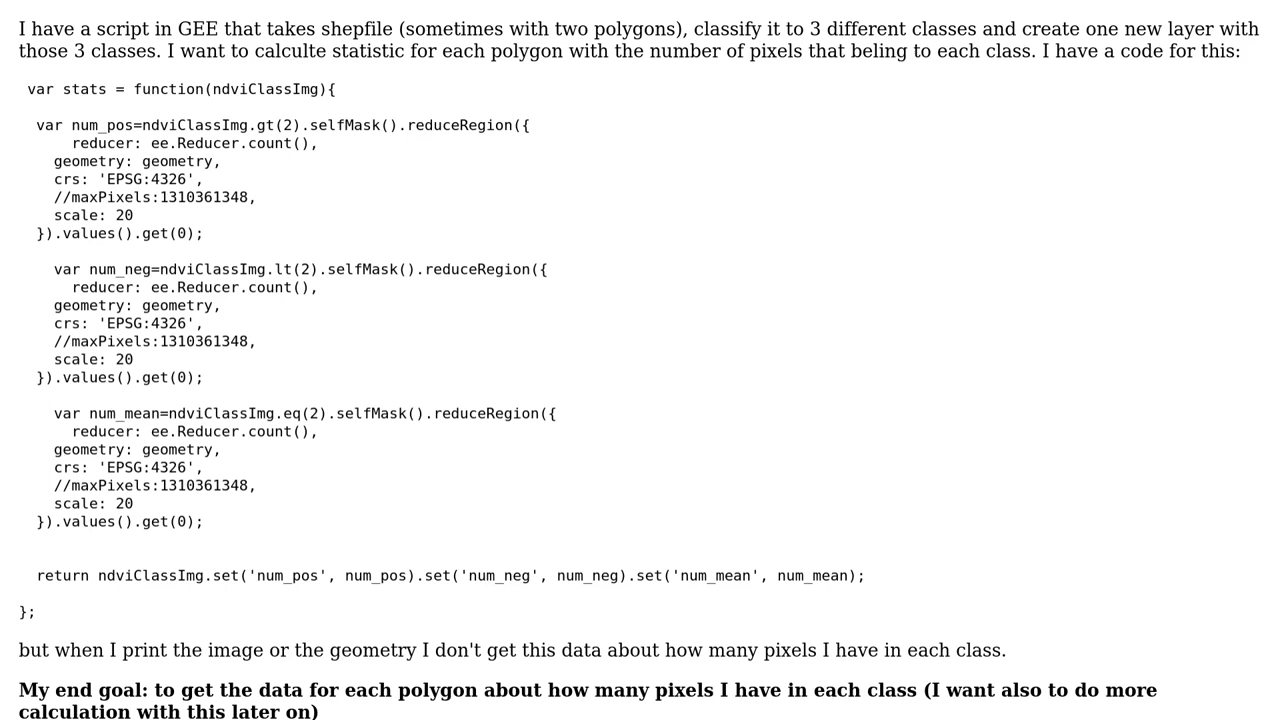 I have a script in GEE that takes shepfile (sometimes with two polygons), classify it to 3 different classes and create one new layer with
those 3 classes. I want to calculte statistic for each polygon with the number of pixels that beling to each class. I have a code for this:
var stats = function(ndviClassImg){
var num_pos=ndviClassImg.gt(2).selfMask().reduceRegion({
reducer: ee.Reducer.count(),
geometry: geometry,
crs: 'EPSG:4326',
//maxPixels:1310361348,
scale: 20
}).values().get(0);
var num_neg=ndviClassImg.lt(2).selfMask().reduceRegion({
reducer: ee.Reducer.count(),
geometry: geometry,
crs: 'EPSG:4326',
//maxPixels:1310361348,
scale: 20
}).values().get(0);
var num_mean=ndviClassImg.eq(2).selfMask().reduceRegion({
reducer: ee.Reducer.count(),
geometry: geometry,
crs: 'EPSG:4326',
//maxPixels:1310361348,
scale: 20
}).values().get(0);
return ndviClassImg.set('num_pos', num_pos).set('num_neg', num_neg).set('num_mean', num_mean);
};
but when I print the image or the geometry I don't get this data about how many pixels I have in each class.
My end goal: to get the data for each polygon about how many pixels I have in each class (I want also to do more
calculation with this later on)